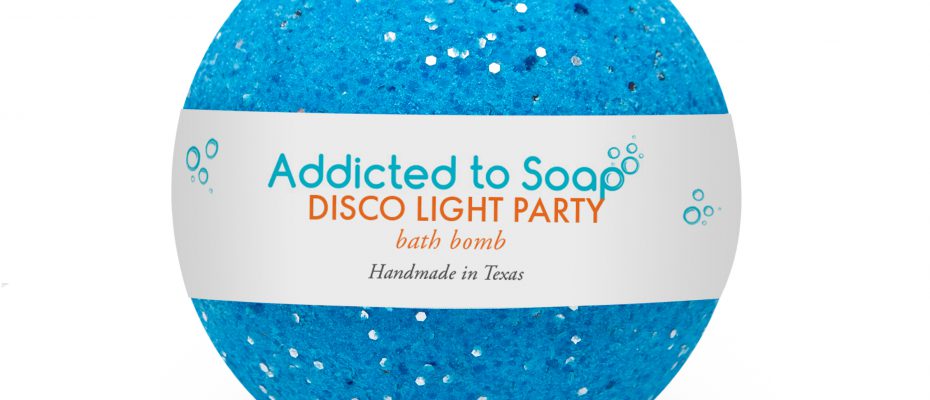 Addicted to Soap
DISCO LIGHT PARTY
bath bomb
Handmade in Texas